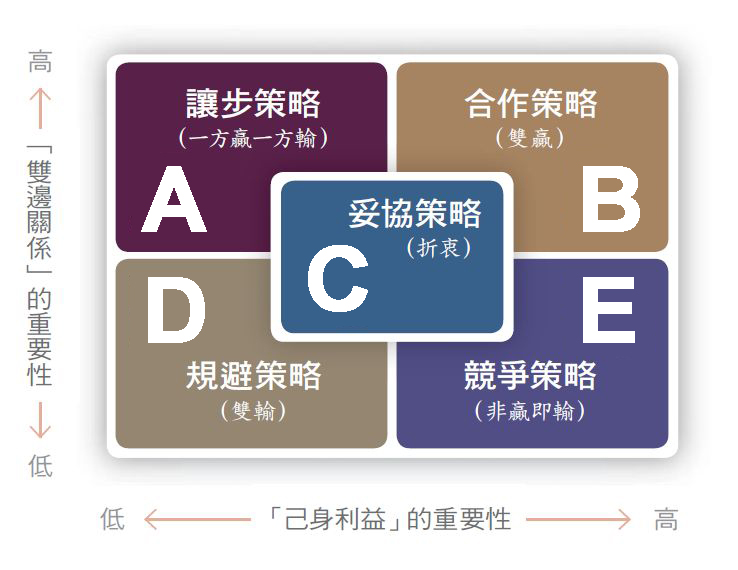 高
「雙邊關係」的重要性
低
讓步策略
(一方贏一方輸)
A
合作策略
(雙贏)
B
妥協策略
(折衷)
C
D
規避策略
(雙輸)
E
競爭策略
(非贏即輸)
低
「己身利益」的重要性
高